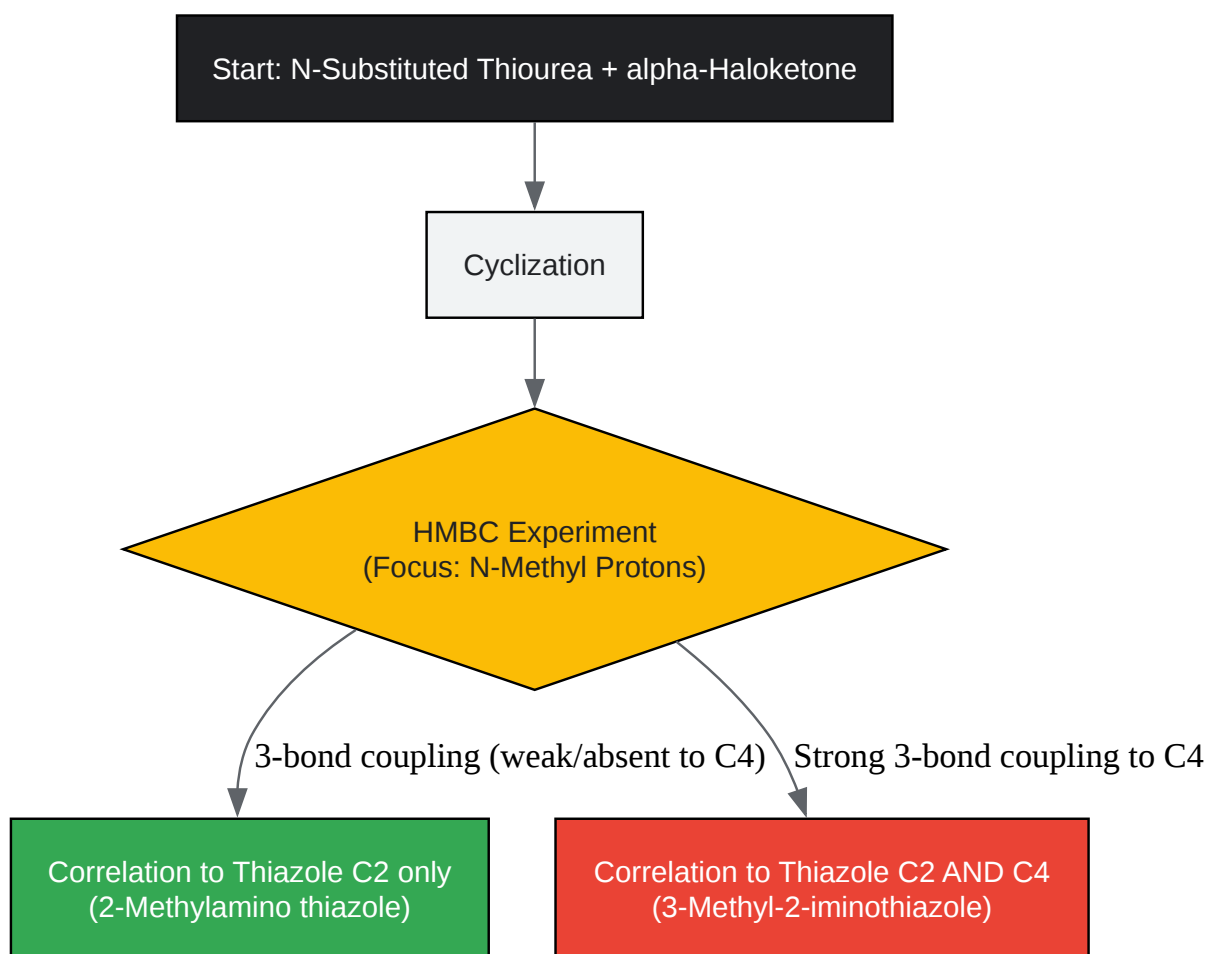 Start: N-Substituted Thiourea + alpha-Haloketone
Cyclization
HMBC Experiment
(Focus: N-Methyl Protons)
3-bond coupling (weak/absent to C4)
Strong 3-bond coupling to C4
Correlation to Thiazole C2 only
(2-Methylamino thiazole)
Correlation to Thiazole C2 AND C4
(3-Methyl-2-iminothiazole)